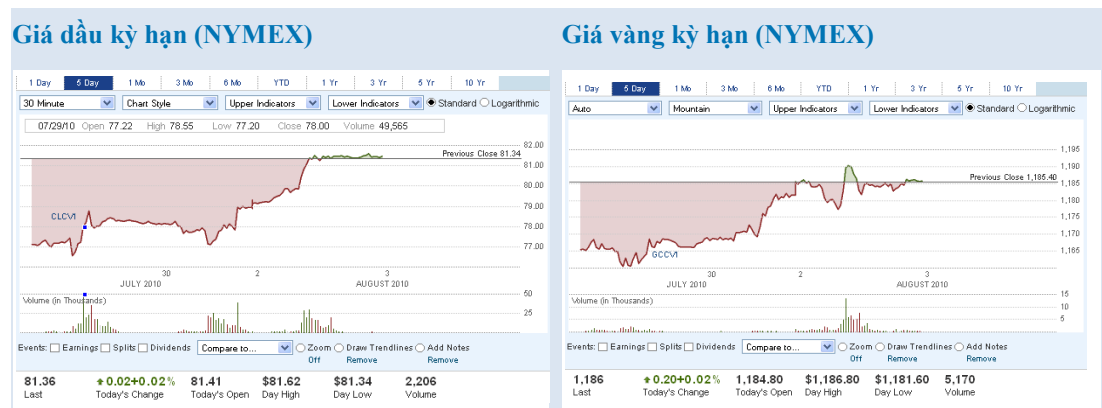 Giá dầu kỳ hạn (NYMEX)
1 Day 5 Day 1 Mo 3 Mo 6 Mo YTD 1 Yr 3 Yr 5 Yr 10 Yr
30 Minute Chart Style Upper Indicators Lower Indicators Standard Logarithmic
07/29/10 Open 77.22 High 78.55 Low 77.20 Close 78.00 Volume 49,565
82.00
Previous Close 81.34
81.00
80.00
79.00
CLCV1
78.00
77.00
30 2 3
JULY 2010 AUGUST 2010
Volume (in Thousands)
50
25
Events: Earnings Splits Dividends Compare to... Zoom Draw Trendlines Add Notes
Off Remove Remove
81.36 0.02+0.02% 81.41 $81.62 $81.34 2,206
Last Today's Change Today's Open Day High Day Low Volume
Giá vàng kỳ hạn (NYMEX)
1 Day 5 Day 1 Mo 3 Mo 6 Mo YTD 1 Yr 3 Yr 5 Yr 10 Yr
Auto Mountain Upper Indicators Lower Indicators Standard Logarithmic
1,195
1,190
Previous Close 1,185.40
1,185
1,180
1,175
1,170
1,165
GCCV1
30 2 3
JULY 2010 AUGUST 2010
Volume (in Thousands)
15
10
5
Events: Earnings Splits Dividends Compare to... Zoom Draw Trendlines Add Notes
Off Remove Remove
1,186 0.20+0.02% 1,184.80 $1,186.80 $1,181.60 5,170
Last Today's Change Today's Open Day High Day Low Volume